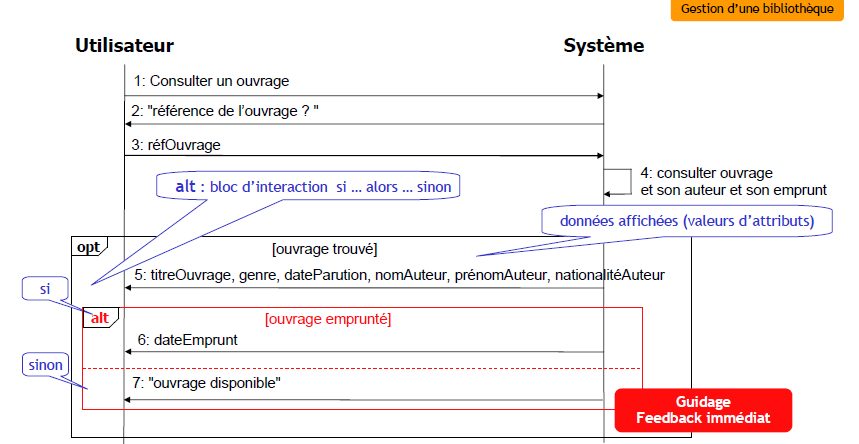 Gestion d'une bibliothèque
Utilisateur
Système
1: Consulter un ouvrage
2: "référence de l'ouvrage ? "
3: réfOuvrage
4: consulter ouvrage
et son auteur et son emprunt
alt : bloc d'interaction si ... alors ... sinon
données affichées (valeurs d'attributs)
opt
[ouvrage trouvé]
5: titreOuvrage, genre, dateParution, nomAuteur, prénomAuteur, nationalitéAuteur
si
alt
[ouvrage emprunté]
6: dateEmprunt
sinon
7: "ouvrage disponible"
Guidage
Feedback immédiat